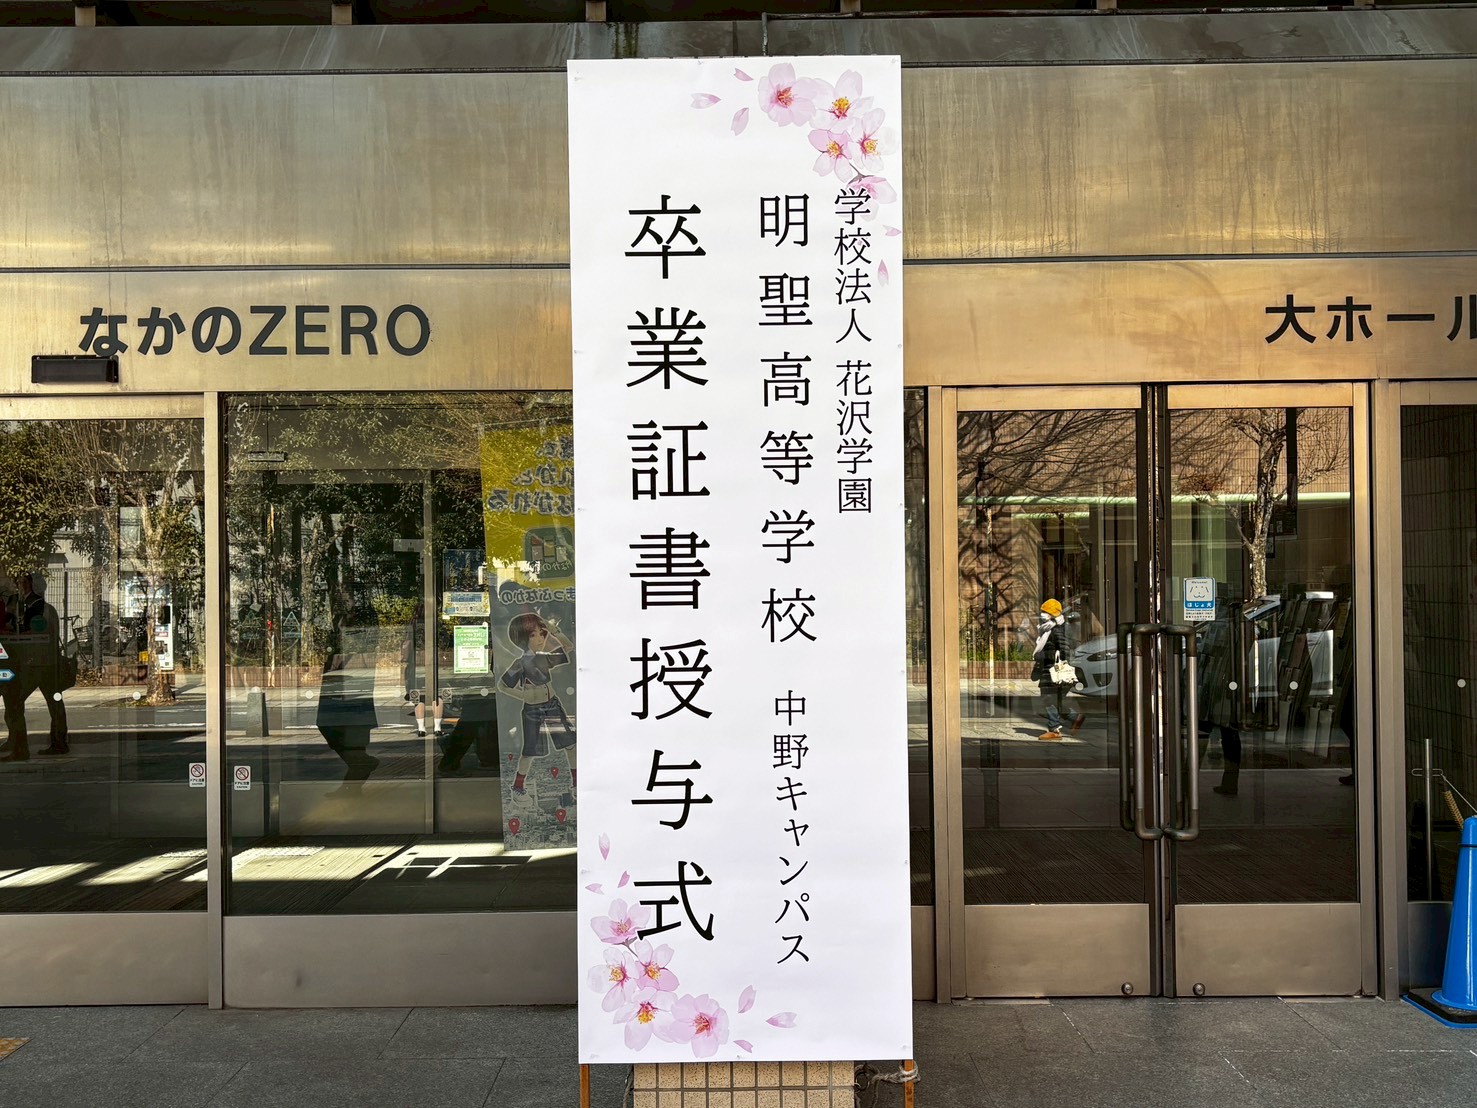 学校法人 花沢学園
明聖高等学校 中野キャンパス
卒業証書授与式
なかのZERO
大ホール